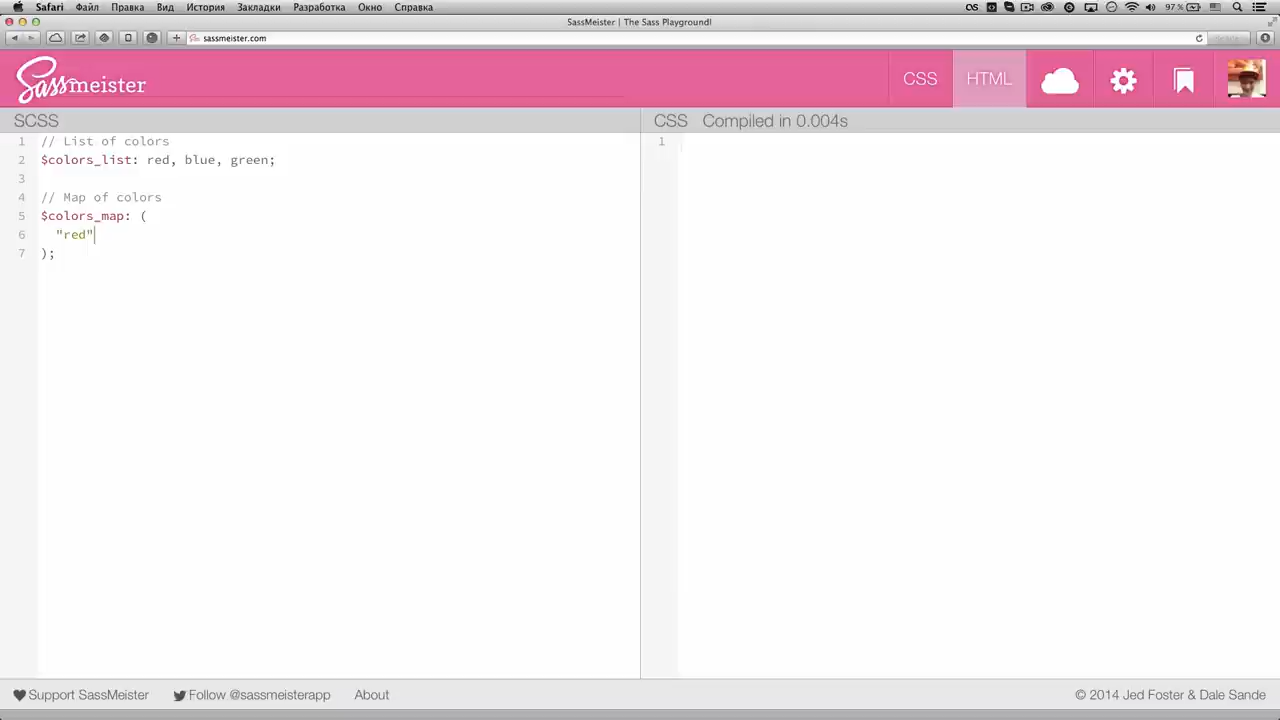 Safari Файл Правка Вид История Закладки Разработка Окно Справка 97 %
SassMeister | The Sass Playground!
sassmeister.com
Sassmeister CSS HTML
SCSS CSS Compiled in 0.004s
1 // List of colors
2 $colors_list: red, blue, green;
3
4 // Map of colors
5 $colors_map: (
6 "red"
7 );
1
Support SassMeister Follow @sassmeisterapp About © 2014 Jed Foster & Dale Sande